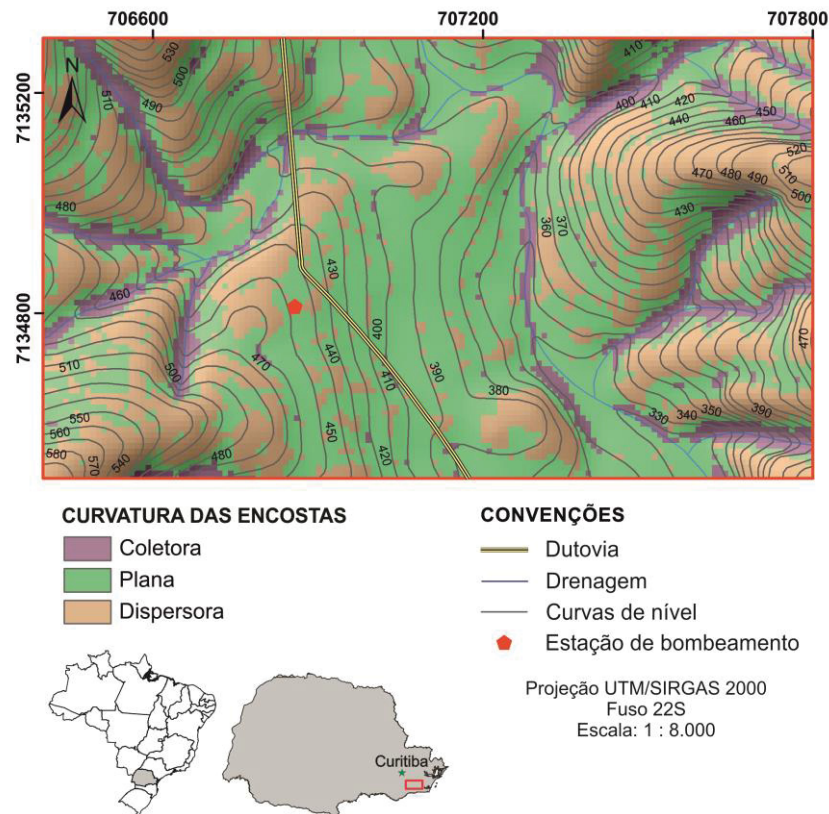 706600 707200 707800
7135200
7134800
N
530
500
490
510
480
460
510
500
470
550
560
580
570
540
480
430
440
450
400
410
420
390
380
360
370
410
400
410
420
440
450
460
520
510
500
470 480 490
430
470
330
340
350
390
CURVATURA DAS ENCOSTAS
Coletora
Plana
Dispersora
CONVENÇÕES
Dutovia
Drenagem
Curvas de nível
Estação de bombeamento
Projeção UTM/SIRGAS 2000
Fuso 22S
Escala: 1 : 8.000
Curitiba